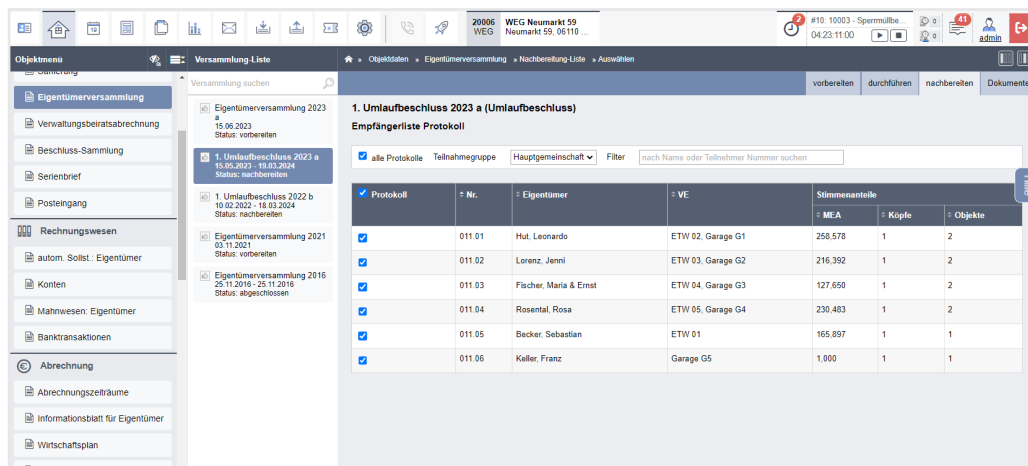 20006 WEG Neumarkt 59
WEG Neumarkt 59, 06110 ...
2 #10: 10003 - Sperrmüllbe...
04:23:11:00
0
0
41
admin
19
Objektmenü
Versammlung-Liste
» Objektdaten » Eigentümerversammlung » Nachbereitung-Liste » Auswählen
Sanierung
Eigentümerversammlung
Verwaltungsbeiratsabrechnung
Beschluss-Sammlung
Serienbrief
Posteingang
Rechnungswesen
autom. Sollst.: Eigentümer
Konten
Mahnwesen: Eigentümer
Banktransaktionen
Abrechnung
Abrechnungszeiträume
Informationsblatt für Eigentümer
Wirtschaftsplan
Versammlung suchen
Eigentümerversammlung 2023
a
15.06.2023
Status: vorbereiten
1. Umlaufbeschluss 2023 a
15.05.2023 - 19.03.2024
Status: nachbereiten
1. Umlaufbeschluss 2022 b
10.02.2022 - 18.03.2024
Status: nachbereiten
Eigentümerversammlung 2021
03.11.2021
Status: vorbereiten
Eigentümerversammlung 2016
25.11.2016 - 25.11.2016
Status: abgeschlossen
vorbereiten durchführen nachbereiten Dokumente
1. Umlaufbeschluss 2023 a (Umlaufbeschluss)
Empfängerliste Protokoll
alle Protokolle Teilnahmegruppe Hauptgemeinschaft Filter nach Name oder Teilnehmer Nummer suchen
Protokoll Nr. Eigentümer VE Stimmenanteile
MEA Köpfe Objekte
011.01 Hut, Leonardo ETW 02, Garage G1 258,578 1 2
011.02 Lorenz, Jenni ETW 03, Garage G2 216,392 1 2
011.03 Fischer, Maria & Ernst ETW 04, Garage G3 127,650 1 2
011.04 Rosental, Rosa ETW 05, Garage G4 230,483 1 2
011.05 Becker, Sebastian ETW 01 165,897 1 1
011.06 Keller, Franz Garage G5 1,000 1 1